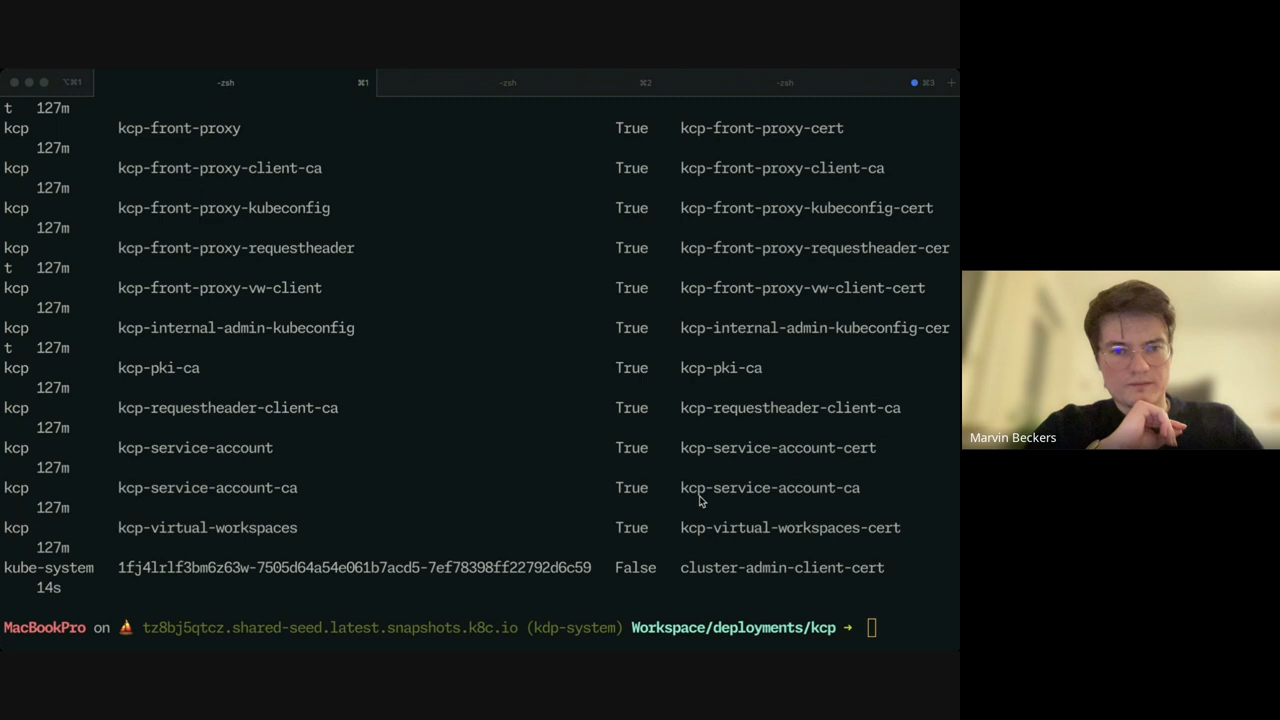 ⌥⌘1 -zsh ⌘1 -zsh ⌘2 -zsh ⌘3 +
t 127m
kcp kcp-front-proxy True kcp-front-proxy-cert
127m
kcp kcp-front-proxy-client-ca True kcp-front-proxy-client-ca
127m
kcp kcp-front-proxy-kubeconfig True kcp-front-proxy-kubeconfig-cert
127m
kcp kcp-front-proxy-requestheader True kcp-front-proxy-requestheader-cer
t 127m
kcp kcp-front-proxy-vw-client True kcp-front-proxy-vw-client-cert
127m
kcp kcp-internal-admin-kubeconfig True kcp-internal-admin-kubeconfig-cer
t 127m
kcp kcp-pki-ca True kcp-pki-ca
127m
kcp kcp-requestheader-client-ca True kcp-requestheader-client-ca
127m
kcp kcp-service-account True kcp-service-account-cert
127m
kcp kcp-service-account-ca True kcp-service-account-ca
127m
kcp kcp-virtual-workspaces True kcp-virtual-workspaces-cert
127m
kube-system 1fj4lrlf3bm6z63w-7505d64a54e061b7acd5-7ef78398ff22792d6c59 False cluster-admin-client-cert
14s
MacBookPro on tz8bj5qtcz.shared-seed.latest.snapshots.k8c.io (kdp-system) Workspace/deployments/kcp →
Marvin Beckers